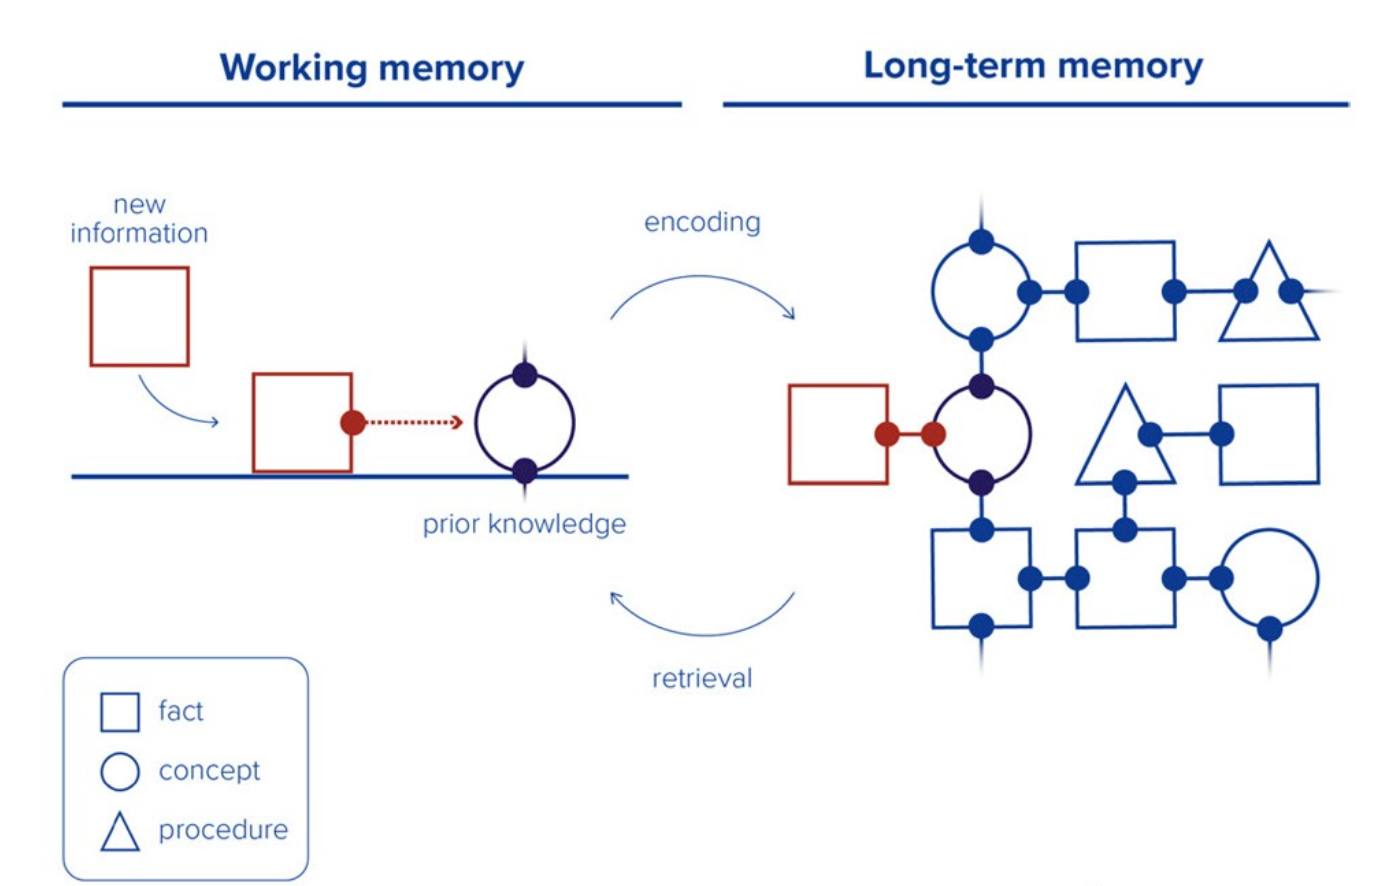 Working memory
Long-term memory
new
information
encoding
prior knowledge
retrieval
fact
concept
procedure